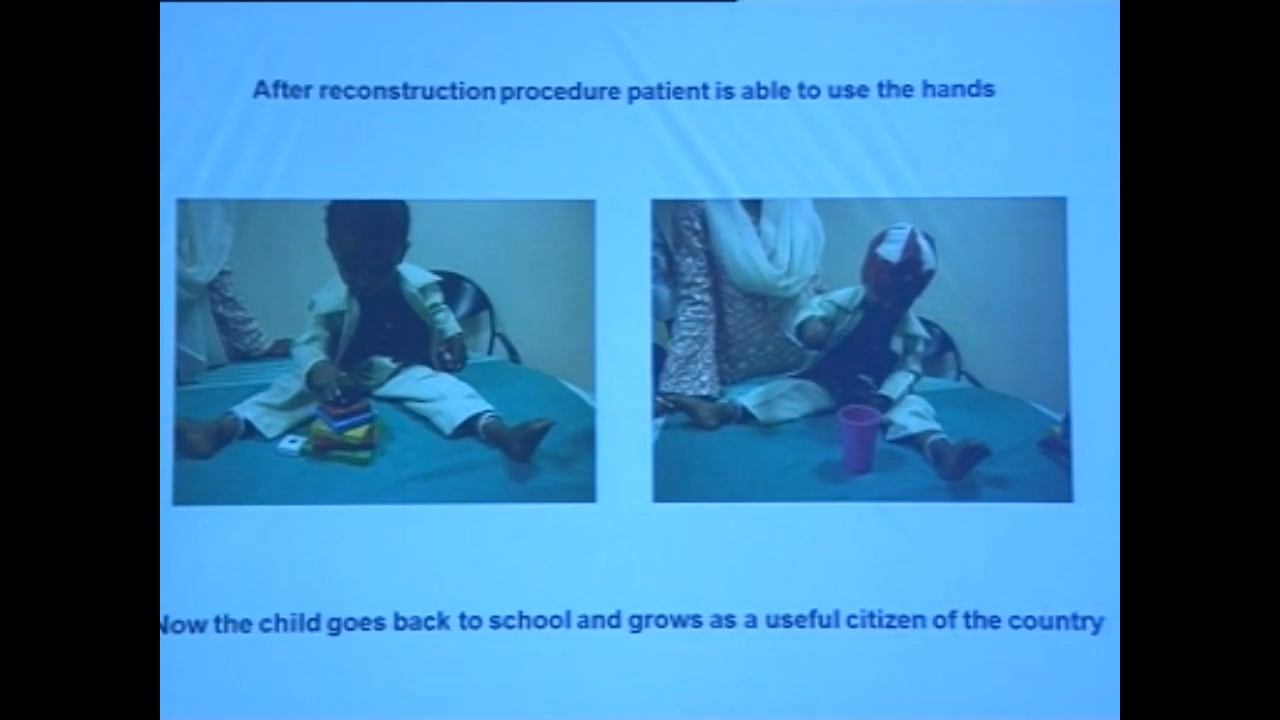 After reconstruction procedure patient is able to use the hands
Now the child goes back to school and grows as a useful citizen of the country